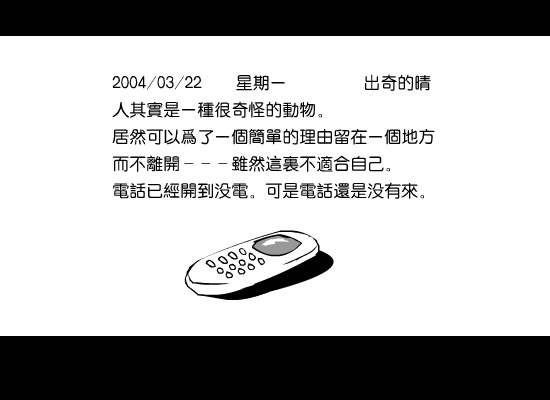 2004/03/22　　星期一　　　　　出奇的晴
人其實是一種很奇怪的動物。
居然可以爲了一個簡單的理由留在一個地方
而不離開－－－雖然這裏不適合自己。
電話已經開到没電。可是電話還是没有來。